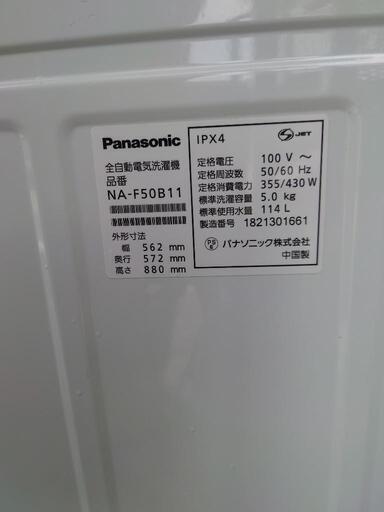 Panasonic
全自動電気洗濯機
品番
NA-F50B11
外形寸法
幅 562 mm
奥行 572 mm
高さ 880 mm
IPX4
S JET
定格電圧 100 V ～
定格周波数 50/60 Hz
定格消費電力 355/430 W
標準洗濯容量 5.0 kg
標準使用水量 114 L
製造番号 1821301661
PS E パナソニック株式会社
中国製